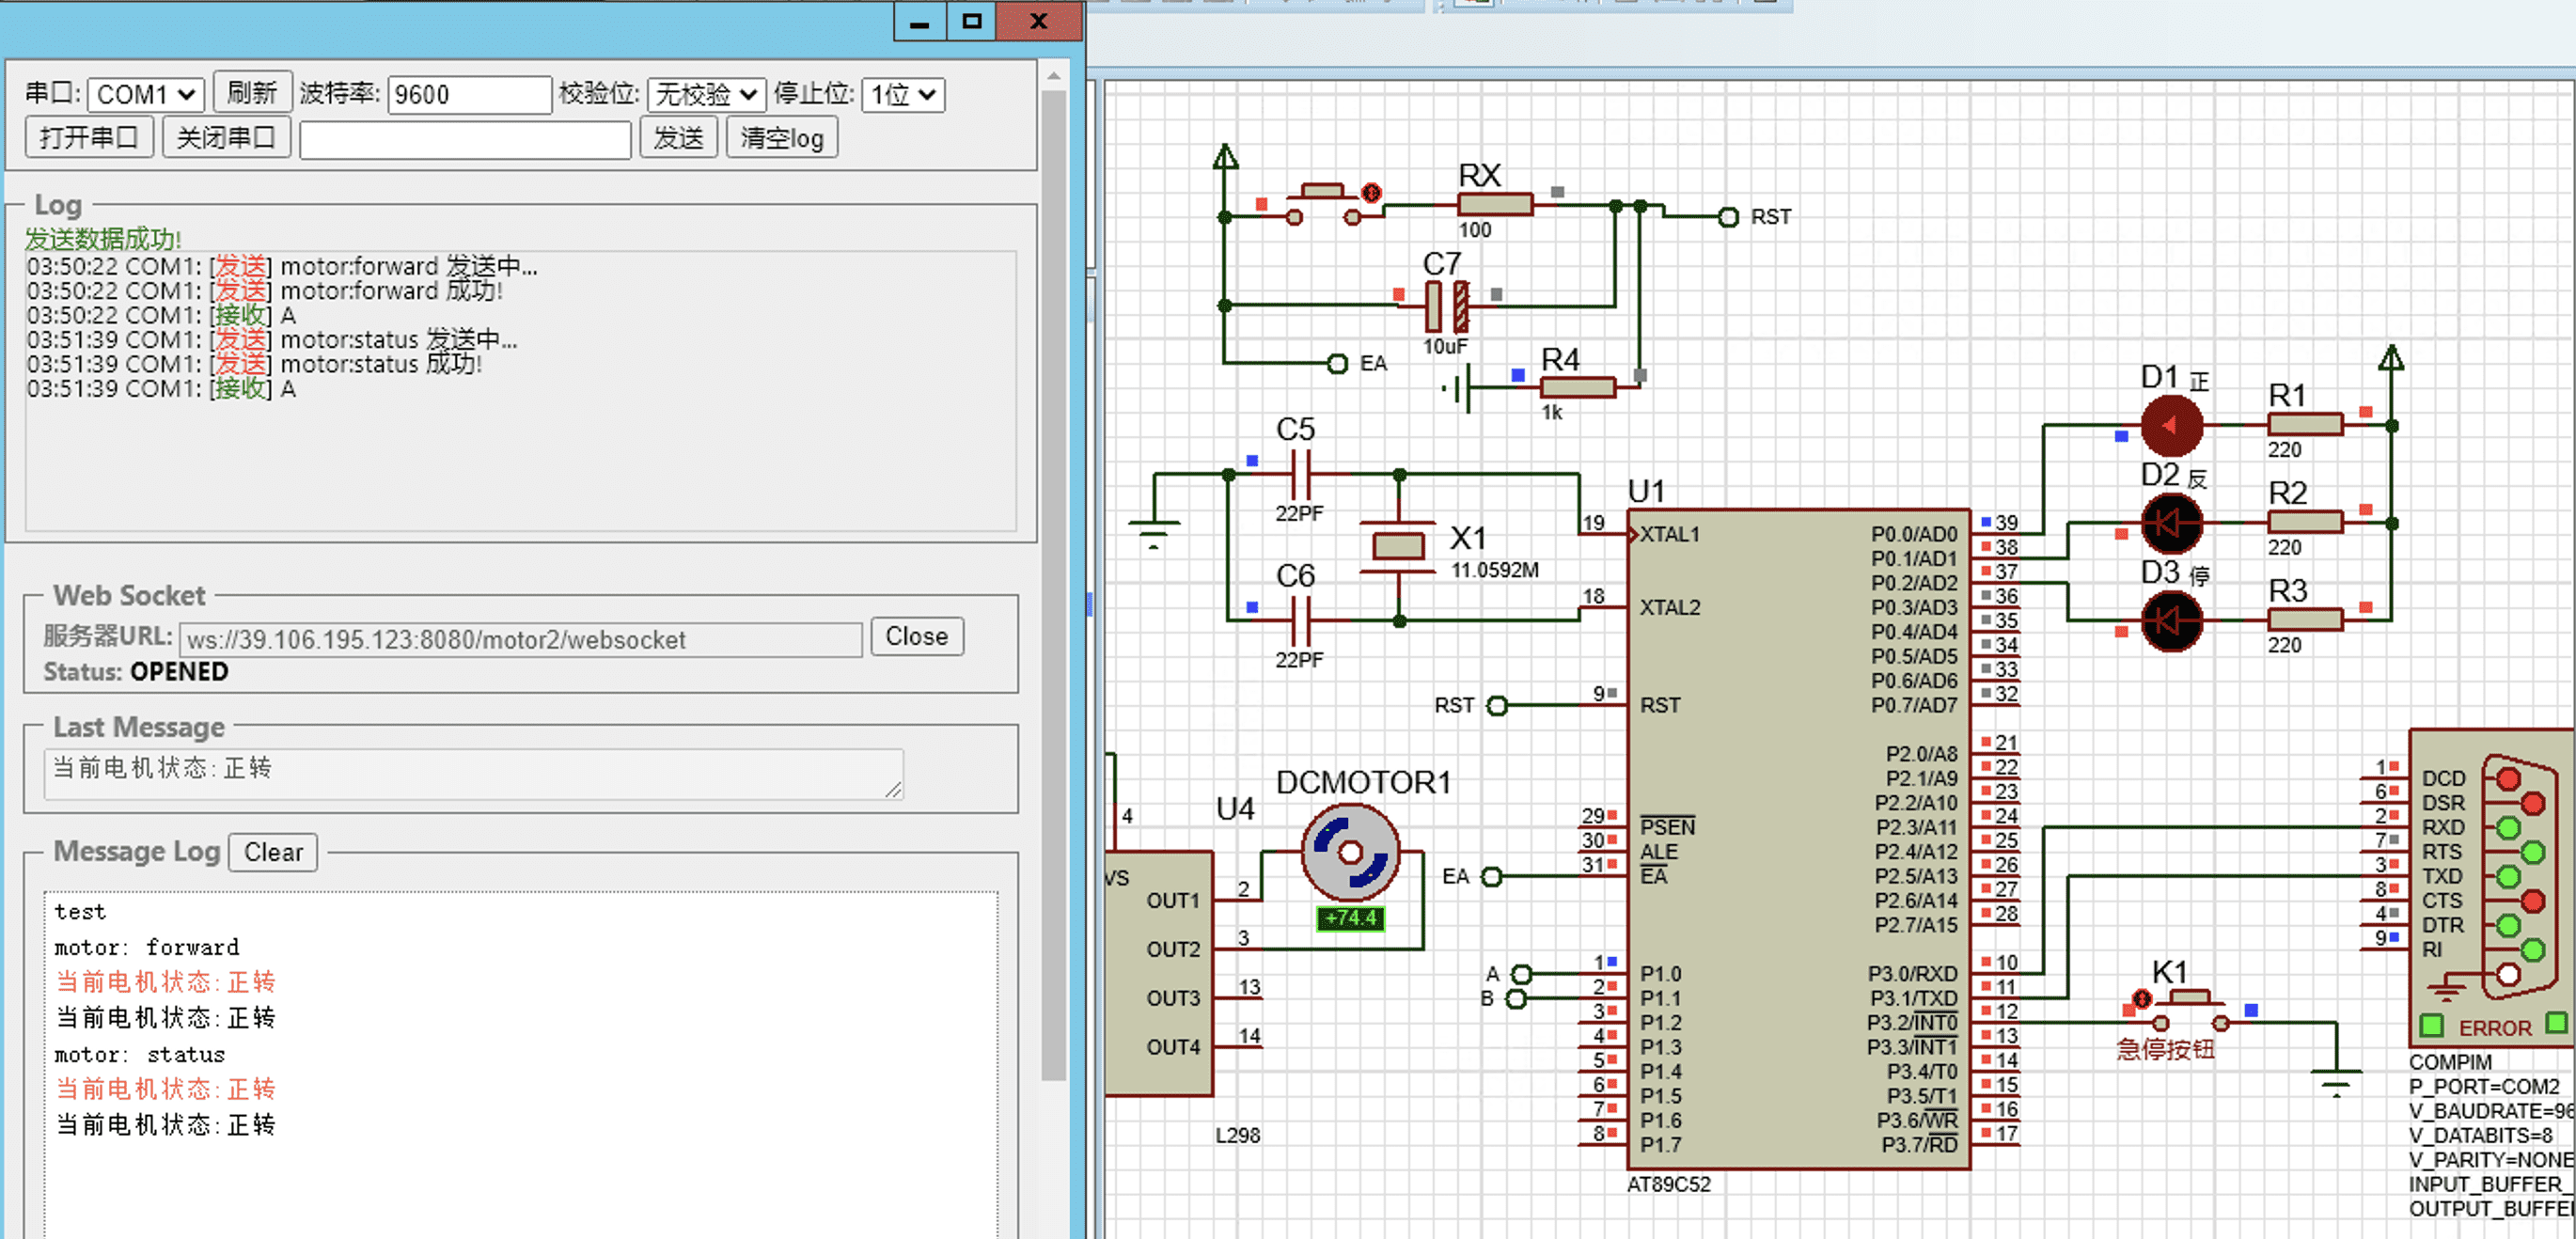 X
串口: COM1 刷新 波特率: 9600 校验位: 无校验 停止位: 1位
打开串口 关闭串口 发送 清空log
Log
发送数据成功!
03:50:22 COM1: [发送] motor:forward 发送中...
03:50:22 COM1: [发送] motor:forward 成功!
03:50:22 COM1: [接收] A
03:51:39 COM1: [发送] motor:status 发送中...
03:51:39 COM1: [发送] motor:status 成功!
03:51:39 COM1: [接收] A
Web Socket
服务器URL: ws://39.106.195.123:8080/motor2/websocket Close
Status: OPENED
Last Message
当前电机状态:正转
Message Log Clear
test
motor: forward
当前电机状态:正转
当前电机状态:正转
motor: status
当前电机状态:正转
当前电机状态:正转
RX
100
RST
C7
10uF
EA
R4
1k
C5
22PF
X1
11.0592M
C6
22PF
RST
DCMOTOR1
+74.4
U4
4
VS
OUT1 2
OUT2 3
OUT3 13
OUT4 14
L298
EA
A
B
U1
19 XTAL1
18 XTAL2
9 RST
29 PSEN
30 ALE
31 EA
1 P1.0
2 P1.1
3 P1.2
4 P1.3
5 P1.4
6 P1.5
7 P1.6
8 P1.7
P0.0/AD0 39
P0.1/AD1 38
P0.2/AD2 37
P0.3/AD3 36
P0.4/AD4 35
P0.5/AD5 34
P0.6/AD6 33
P0.7/AD7 32
P2.0/A8 21
P2.1/A9 22
P2.2/A10 23
P2.3/A11 24
P2.4/A12 25
P2.5/A13 26
P2.6/A14 27
P2.7/A15 28
P3.0/RXD 10
P3.1/TXD 11
P3.2/INT0 12
P3.3/INT1 13
P3.4/T0 14
P3.5/T1 15
P3.6/WR 16
P3.7/RD 17
AT89C52
D1 正
R1
220
D2 反
R2
220
D3 停
R3
220
K1
急停按钮
1 DCD
6 DSR
2 RXD
7 RTS
3 TXD
8 CTS
4 DTR
9 RI
ERROR
COMPIM
P_PORT=COM2
V_BAUDRATE=96
V_DATABITS=8
V_PARITY=NONE
INPUT_BUFFER_
OUTPUT_BUFFE